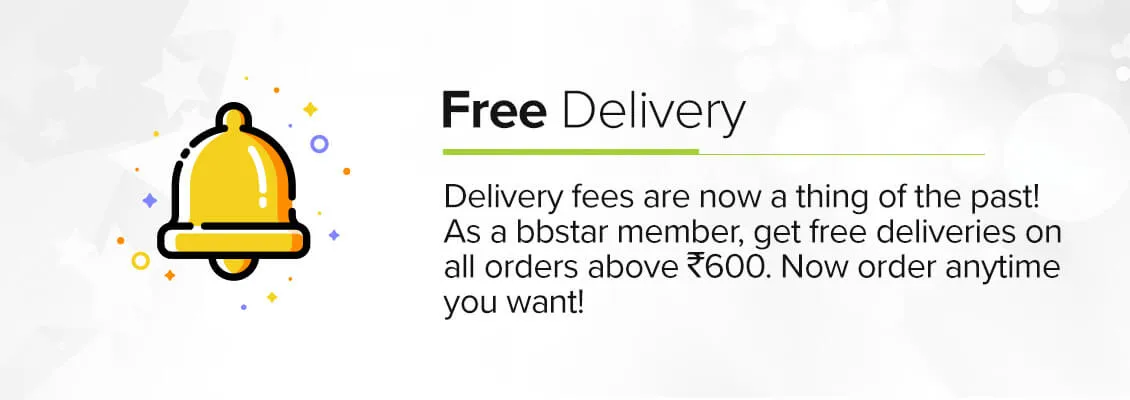 Free Delivery
Delivery fees are now a thing of the past!
As a bbstar member, get free deliveries on
all orders above ₹600. Now order anytime
you want!